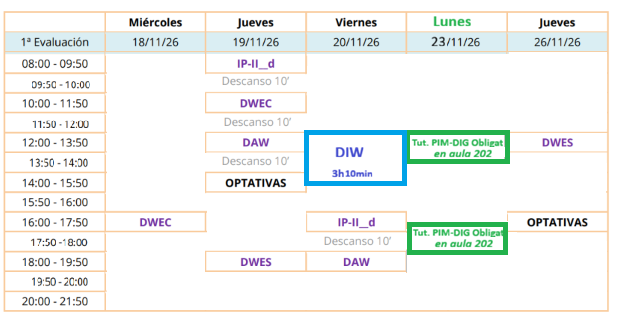 Miércoles Jueves Viernes Lunes Jueves
1ª Evaluación 18/11/26 19/11/26 20/11/26 23/11/26 26/11/26
08:00 - 09:50 IP-II_d
09:50 - 10:00 Descanso 10’
10:00 - 11:50 DWEC
11:50 - 12:00 Descanso 10’
12:00 - 13:50 DAW DIW Tut. PIM-DIG Obligat DWES
en aula 202
13:50 - 14:00 Descanso 10’
3h10min
14:00 - 15:50 OPTATIVAS
15:50 - 16:00
16:00 - 17:50 DWEC IP-II_d Tut. PIM-DIG Obligat OPTATIVAS
17:50 -18:00 Descanso 10’ en aula 202
18:00 - 19:50 DWES DAW
19:50 - 20:00
20:00 - 21:50